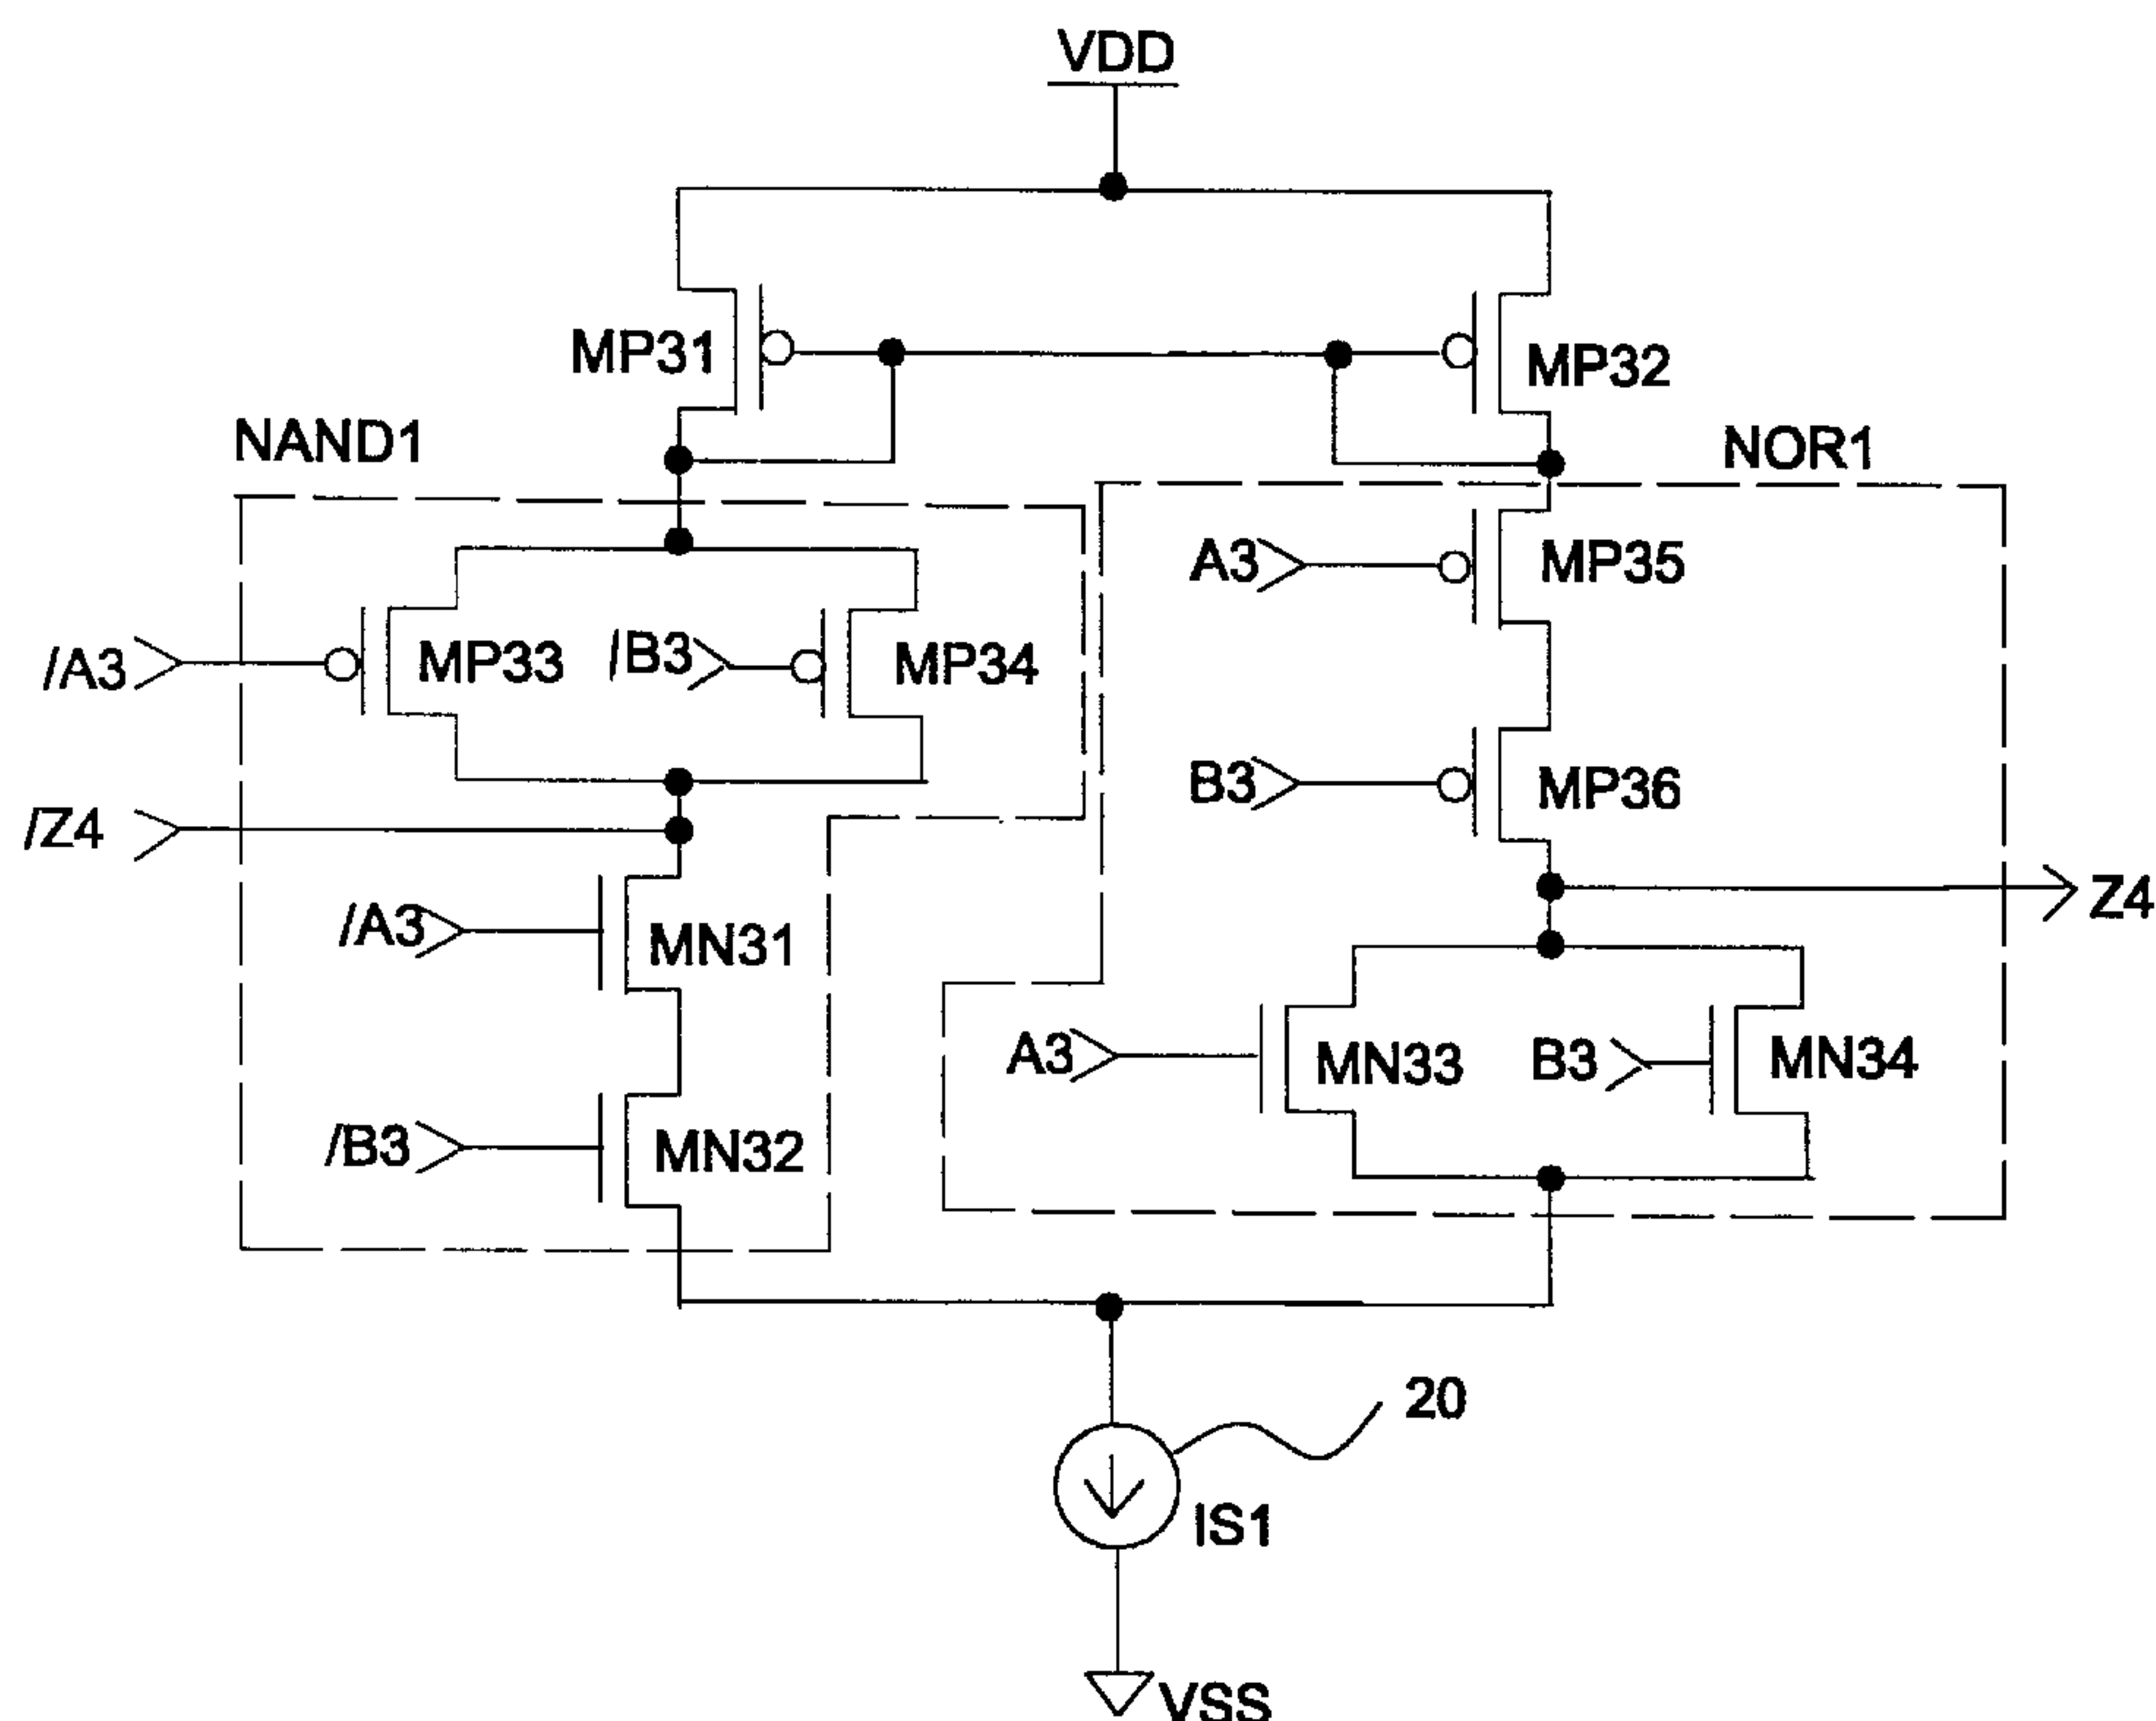 VDD
MP31
MP32
NAND1
NOR1
A3
MP35
/A3
MP33
/B3
MP34
B3
MP36
/Z4
Z4
/A3
MN31
A3
MN33
B3
MN34
/B3
MN32
20
IS1
VSS